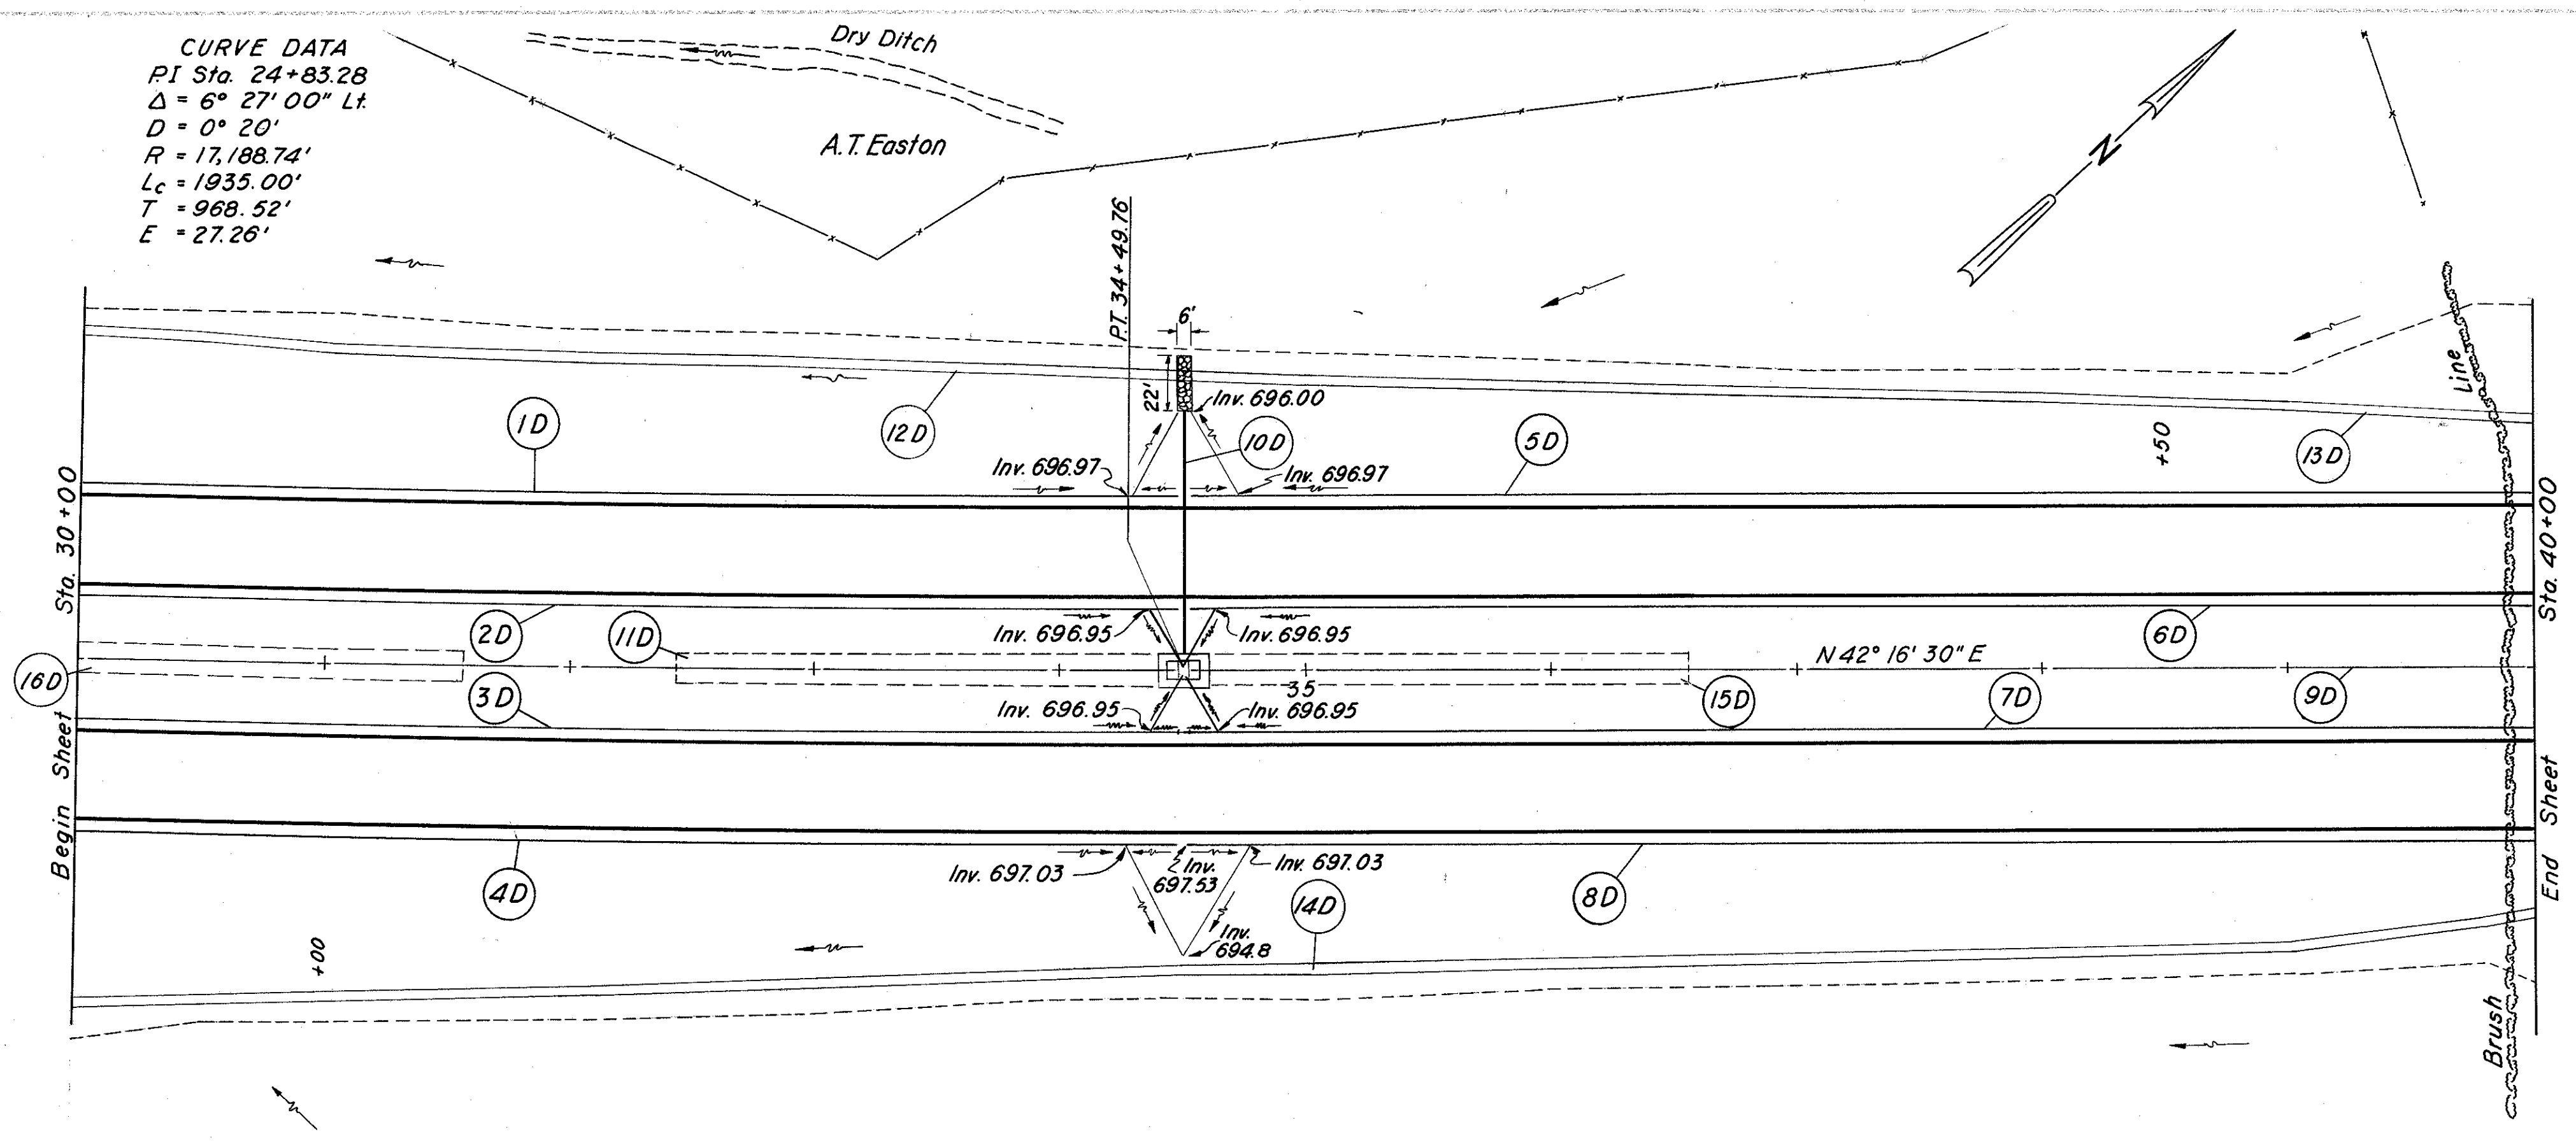 CURVE DATA
P.I Sta. 24+83.28
Δ = 6° 27' 00" Lt.
D = 0° 20'
R = 17,188.74'
Lc = 1935.00'
T = 968.52'
E = 27.26'
Dry Ditch
A.T. Easton
N
P.T. 34+49.76
6'
22'
Inv. 696.00
1D
12D
10D
5D
+50
13D
Line
Inv. 696.97
Inv. 696.97
Sta. 30+00
Sta. 40+00
2D
11D
Inv. 696.95
Inv. 696.95
6D
N 42° 16' 30" E
16D
3D
35
15D
7D
9D
Inv. 696.95
Inv. 696.95
Begin Sheet
End Sheet
4D
Inv. 697.03
Inv.
697.53
Inv. 697.03
14D
8D
Inv.
694.8
+00
Brush